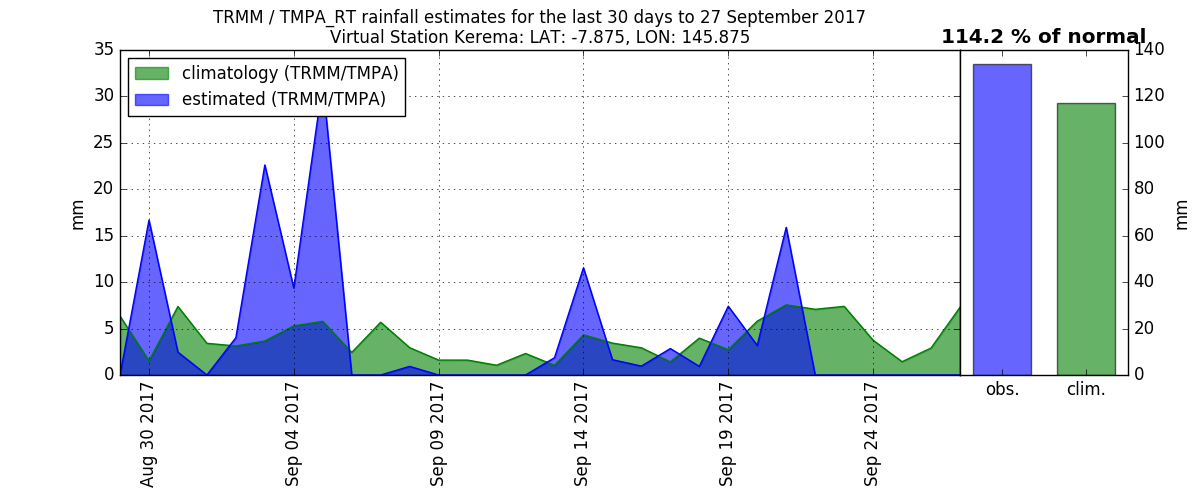 TRMM / TMPA_RT rainfall estimates for the last 30 days to 27 September 2017
Virtual Station Kerema: LAT: -7.875, LON: 145.875
114.2 % of normal
climatology (TRMM/TMPA)
estimated (TRMM/TMPA)
35
30
25
20
15
10
5
0
mm
Aug 30 2017
Sep 04 2017
Sep 09 2017
Sep 14 2017
Sep 19 2017
Sep 24 2017
140
120
100
80
60
40
20
0
mm
obs.
clim.